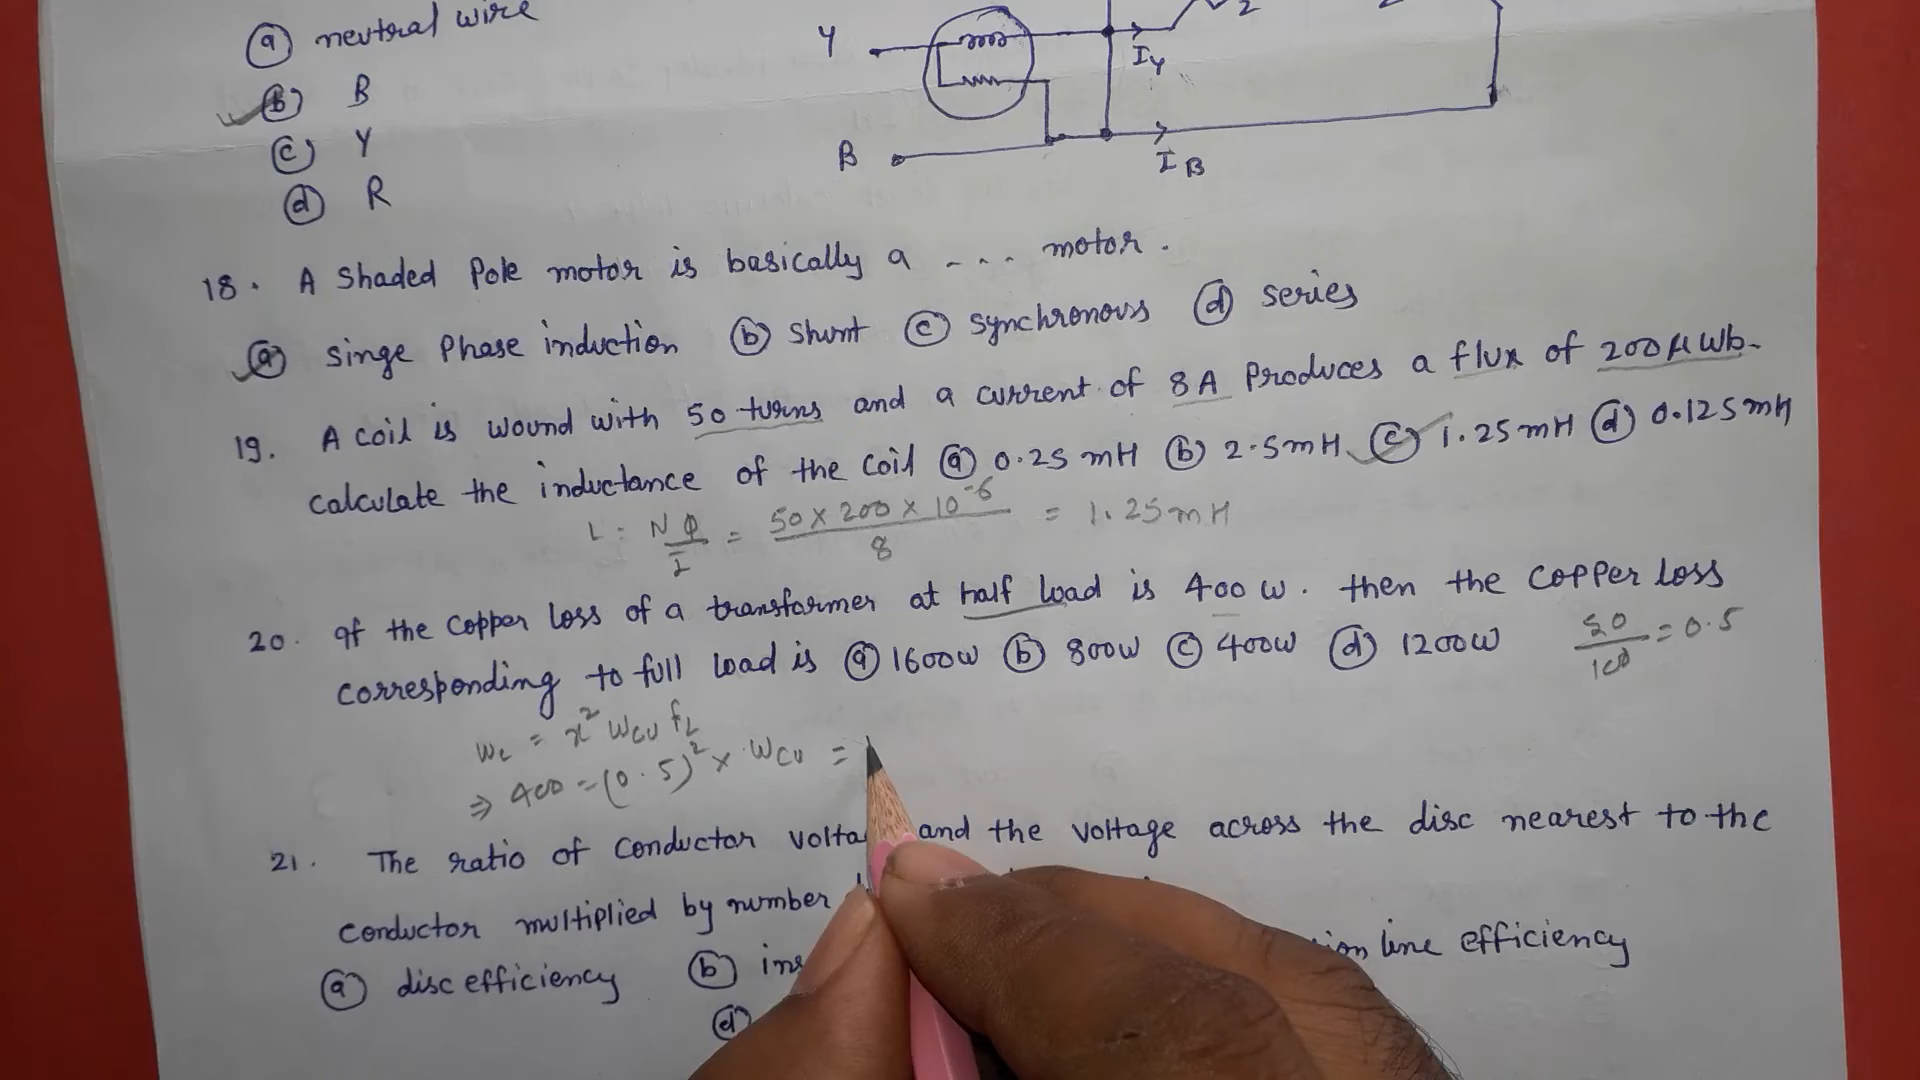 (a) neutral wire
(b) B
(c) Y
(d) R
Y
B
I Y
I B
2
18. A Shaded Pole motor is basically a - - - motor.
(a) singe Phase induction (b) Shunt (c) synchronous (d) series
19. A coil is wound with 50 turns and a current of 8A Produces a flux of 200μWb.
calculate the inductance of the coil (a) 0.25 mH (b) 2.5mH (c) 1.25mH (d) 0.125mH
L = Nφ/I = 50 x 200 x 10^-6 / 8 = 1.25mH
20. If the copper loss of a transformer at half load is 400 W. then the copper loss
corresponding to full load is (a) 1600W (b) 800W (c) 400W (d) 1200W
50/100 = 0.5
Wc = x² Wcu fL
⇒ 400 = (0.5)² x Wcu =
21. The ratio of conductor and the voltage across the disc nearest to the
conductor multiplied by number
(a) disc efficiency (b) line efficiency
(d)